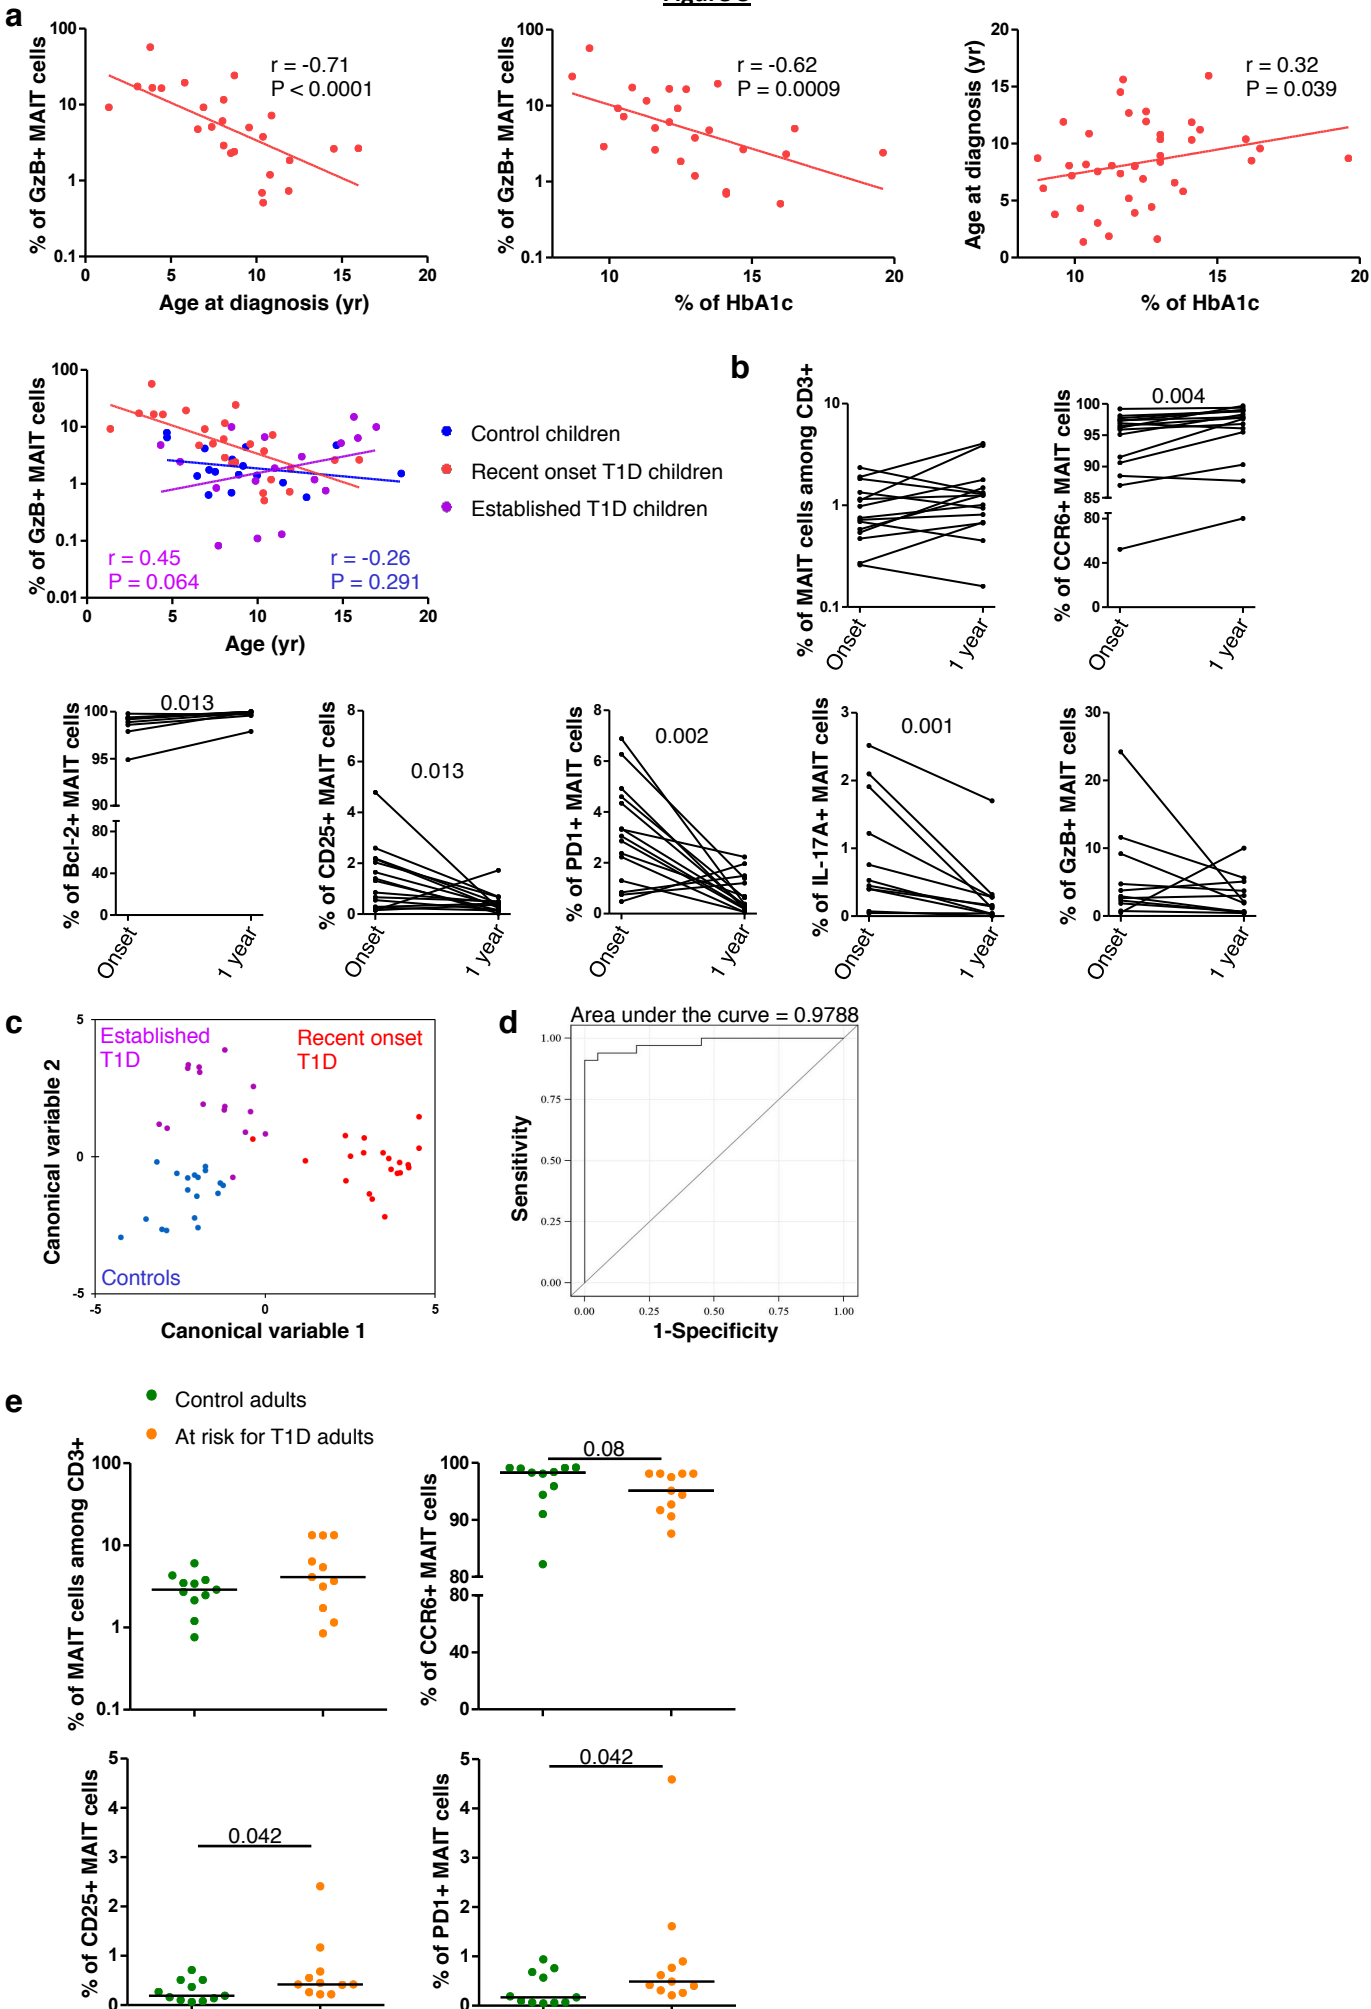 a
100
10
1
0.1
% of GzB+ MAIT cells
r = -0.71
P < 0.0001
0 5 10 15 20
Age at diagnosis (yr)
100
10
1
0.1
% of GzB+ MAIT cells
r = -0.62
P = 0.0009
10 15 20
% of HbA1c
20
15
10
5
0
Age at diagnosis (yr)
r = 0.32
P = 0.039
10 15 20
% of HbA1c
100
10
1
0.1
0.01
% of GzB+ MAIT cells
r = 0.45
P = 0.064
r = -0.26
P = 0.291
0 5 10 15 20
Age (yr)
Control children
Recent onset T1D children
Established T1D children
b
10
1
0.1
% of MAIT cells among CD3+
Onset 1 year
0.004
100
95
90
85
80
40
0
% of CCR6+ MAIT cells
Onset 1 year
0.013
100
95
90
80
40
0
% of Bcl-2+ MAIT cells
Onset 1 year
8
6
4
2
0
% of CD25+ MAIT cells
0.013
Onset 1 year
8
6
4
2
0
% of PD1+ MAIT cells
0.002
Onset 1 year
3
2
1
0
% of IL-17A+ MAIT cells
0.001
Onset 1 year
30
20
10
0
% of GzB+ MAIT cells
Onset 1 year
c
5
0
-5
Canonical variable 2
Established
T1D
Recent onset
T1D
Controls
-5 0 5
Canonical variable 1
d
Area under the curve = 0.9788
1.00
0.75
0.50
0.25
0.00
Sensitivity
0.00 0.25 0.50 0.75 1.00
1-Specificity
e
Control adults
At risk for T1D adults
100
10
1
0.1
% of MAIT cells among CD3+
0.08
100
90
80
80
40
0
% of CCR6+ MAIT cells
5
4
3
2
1
0
% of CD25+ MAIT cells
0.042
5
4
3
2
1
0
% of PD1+ MAIT cells
0.042